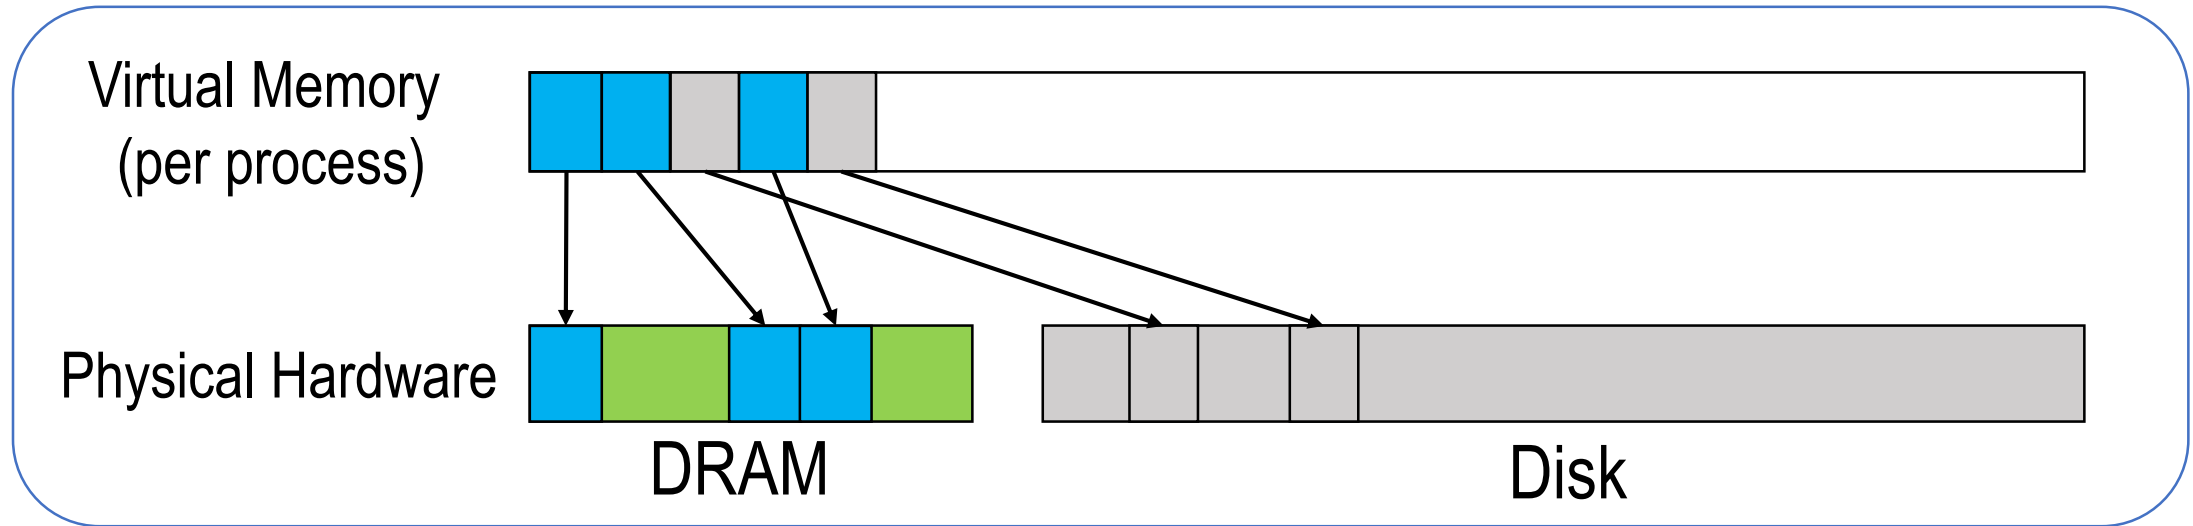 Virtual Memory
(per process)
Physical Hardware
DRAM
Disk